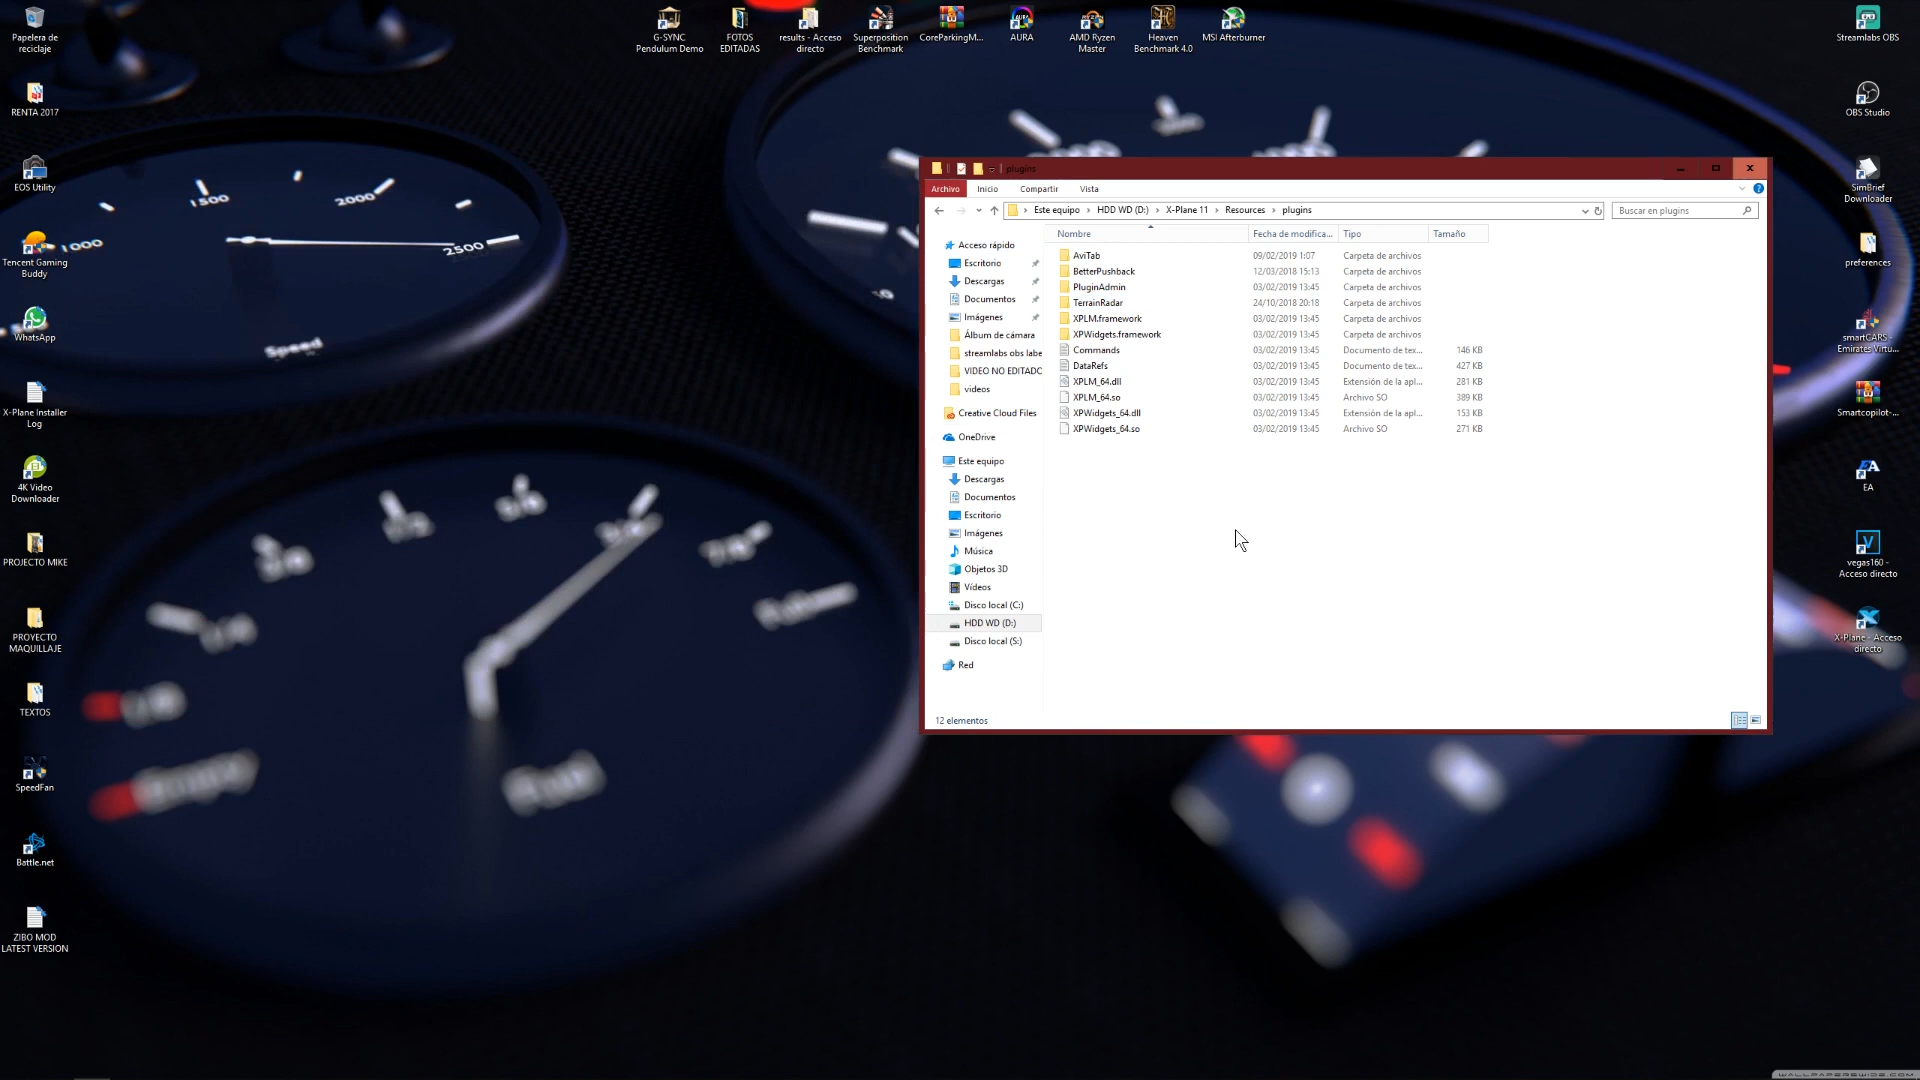 Papelera de
reciclaje
RENTA 2017
EOS Utility
Tencent Gaming
Buddy
WhatsApp
X-Plane Installer
Log
4K Video
Downloader
PROJECTO MIKE
PROYECTO
MAQUILLAJE
TEXTOS
SpeedFan
Battle.net
ZIBO MOD
LATEST VERSION
G-SYNC
Pendulum Demo
FOTOS
EDITADAS
results - Acceso
directo
Superposition
Benchmark
CoreParkingM...
AURA
AMD Ryzen
Master
Heaven
Benchmark 4.0
MSI Afterburner
Streamlabs OBS
OBS Studio
SimBrief
Downloader
preferences
smartCARS -
Emirates Virtu...
Smartcopilot-...
EA
vegas160 -
Acceso directo
X-Plane - Acceso
directo
1000
1500
2000
2500
Speed
plugins
Archivo Inicio Compartir Vista
Este equipo > HDD WD (D:) > X-Plane 11 > Resources > plugins
Buscar en plugins
Nombre Fecha de modifica... Tipo Tamaño
AviTab 09/02/2019 1:07 Carpeta de archivos
BetterPushback 12/03/2018 15:13 Carpeta de archivos
PluginAdmin 03/02/2019 13:45 Carpeta de archivos
TerrainRadar 24/10/2018 20:18 Carpeta de archivos
XPLM.framework 03/02/2019 13:45 Carpeta de archivos
XPWidgets.framework 03/02/2019 13:45 Carpeta de archivos
Commands 03/02/2019 13:45 Documento de tex... 146 KB
DataRefs 03/02/2019 13:45 Documento de tex... 427 KB
XPLM_64.dll 03/02/2019 13:45 Extensión de la apl... 281 KB
XPLM_64.so 03/02/2019 13:45 Archivo SO 389 KB
XPWidgets_64.dll 03/02/2019 13:45 Extensión de la apl... 153 KB
XPWidgets_64.so 03/02/2019 13:45 Archivo SO 271 KB
Acceso rápido
Escritorio
Descargas
Documentos
Imágenes
Álbum de cámara
streamlabs obs labe
VIDEO NO EDITADO
videos
Creative Cloud Files
OneDrive
Este equipo
Descargas
Documentos
Escritorio
Imágenes
Música
Objetos 3D
Vídeos
Disco local (C:)
HDD WD (D:)
Disco local (S:)
Red
12 elementos